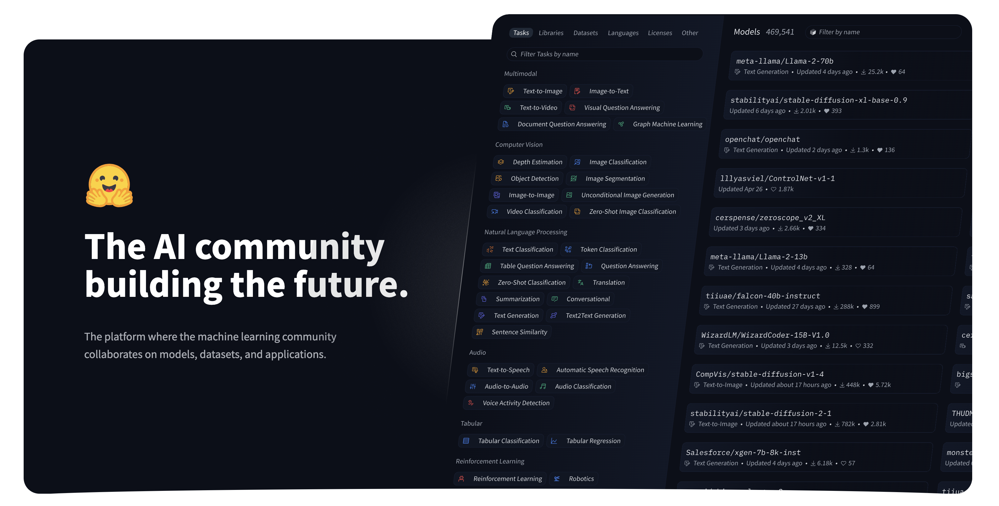 The AI community
building the future.
The platform where the machine learning community
collaborates on models, datasets, and applications.
Tasks Libraries Datasets Languages Licenses Other
Filter Tasks by name
Multimodal
Text-to-Image Image-to-Text
Text-to-Video Visual Question Answering
Document Question Answering Graph Machine Learning
Computer Vision
Depth Estimation Image Classification
Object Detection Image Segmentation
Image-to-Image Unconditional Image Generation
Video Classification Zero-Shot Image Classification
Natural Language Processing
Text Classification Token Classification
Table Question Answering Question Answering
Zero-Shot Classification Translation
Summarization Conversational
Text Generation Text2Text Generation
Sentence Similarity
Audio
Text-to-Speech Automatic Speech Recognition
Audio-to-Audio Audio Classification
Voice Activity Detection
Tabular
Tabular Classification Tabular Regression
Reinforcement Learning
Reinforcement Learning Robotics
Models 469,541 Filter by name
meta-llama/Llama-2-70b
Text Generation • Updated 4 days ago • 25.2k • 64
stabilityai/stable-diffusion-xl-base-0.9
Updated 6 days ago • 2.01k • 393
openchat/openchat
Text Generation • Updated 2 days ago • 1.3k • 136
lllyasviel/ControlNet-v1-1
Updated Apr 26 • 1.87k
cerspense/zeroscope_v2_XL
Updated 3 days ago • 2.66k • 334
meta-llama/Llama-2-13b
Text Generation • Updated 4 days ago • 328 • 64
tiiuae/falcon-40b-instruct
Text Generation • Updated 27 days ago • 288k • 899
WizardLM/WizardCoder-15B-V1.0
Text Generation • Updated 3 days ago • 12.5k • 332
CompVis/stable-diffusion-v1-4
Text-to-Image • Updated about 17 hours ago • 448k • 5.72k
stabilityai/stable-diffusion-2-1
Text-to-Image • Updated about 17 hours ago • 782k • 2.81k
Salesforce/xgen-7b-8k-inst
Text Generation • Updated 4 days ago • 6.18k • 57